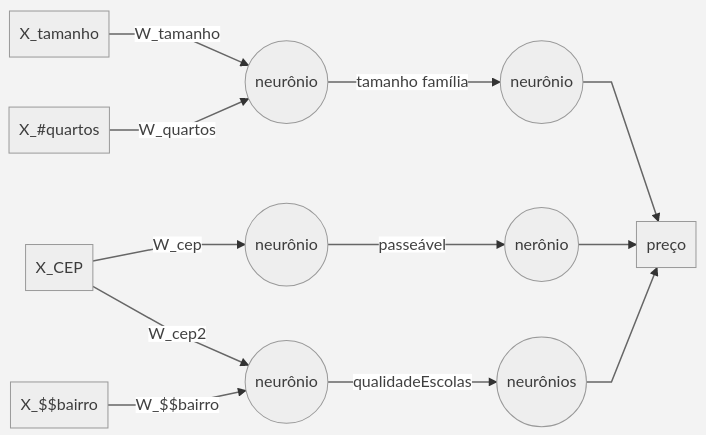 X_tamanho
W_tamanho
neurônio
tamanho família
neurônio
X_#quartos
W_quartos
X_CEP
W_cep
neurônio
passeável
nerônio
preço
W_cep2
neurônio
qualidadeEscolas
neurônios
X_$$bairro
W_$$bairro